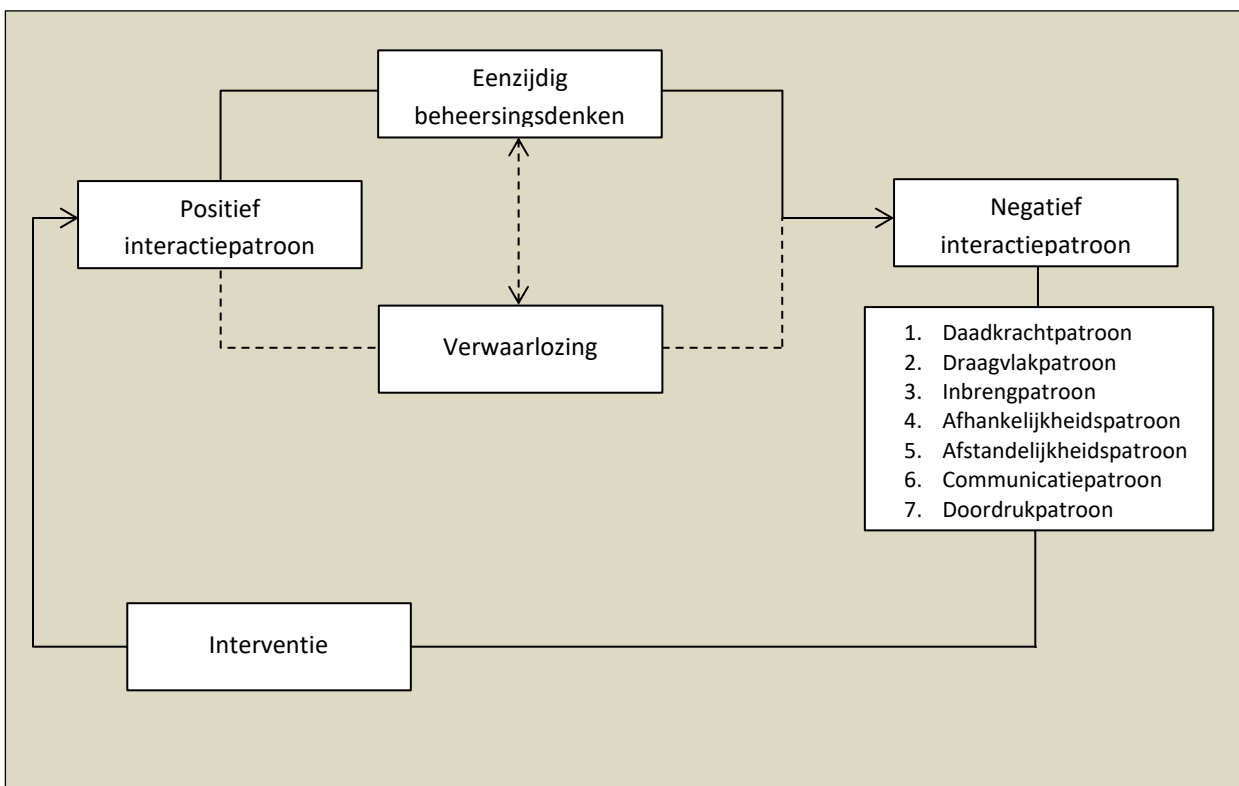 Eenzijdig
beheersingsdenken
Positief
interactiepatroon
Negatief
interactiepatroon
Verwaarlozing
1. Daadkrachtpatroon
2. Draagvlakpatroon
3. Inbrengpatroon
4. Afhankelijkheidspatroon
5. Afstandelijkheidspatroon
6. Communicatiepatroon
7. Doordrukpatroon
Interventie